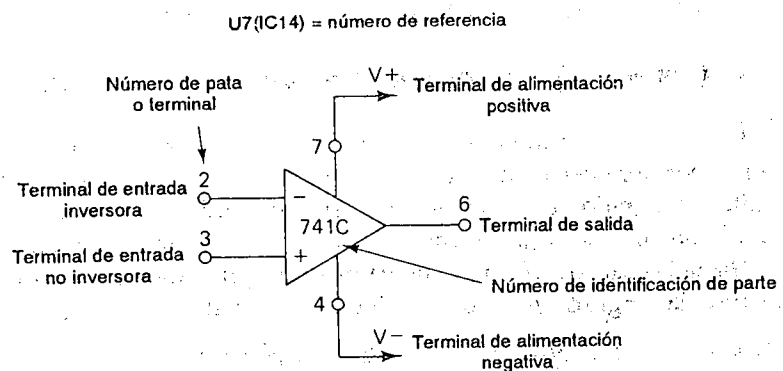 U7(IC14) = número de referencia
Número de pata
o terminal
V+
Terminal de alimentación
positiva
7
2
Terminal de entrada
inversora
−
6
741C
Terminal de salida
3
Terminal de entrada
no inversora
+
Número de identificación de parte
4
V−
Terminal de alimentación
negativa